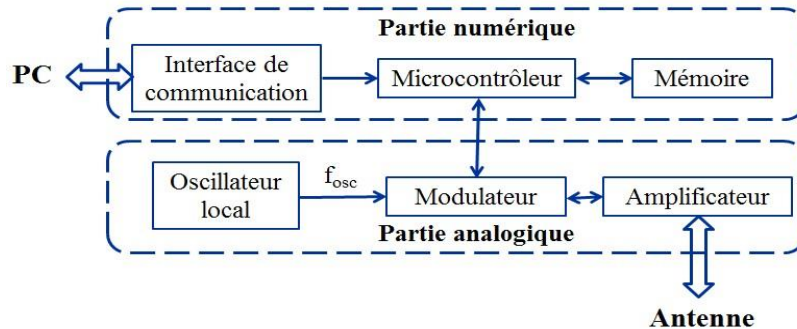 Partie numérique
PC
Interface de
communication
Microcontrôleur
Mémoire
Oscillateur
local
fosc
Modulateur
Amplificateur
Partie analogique
Antenne